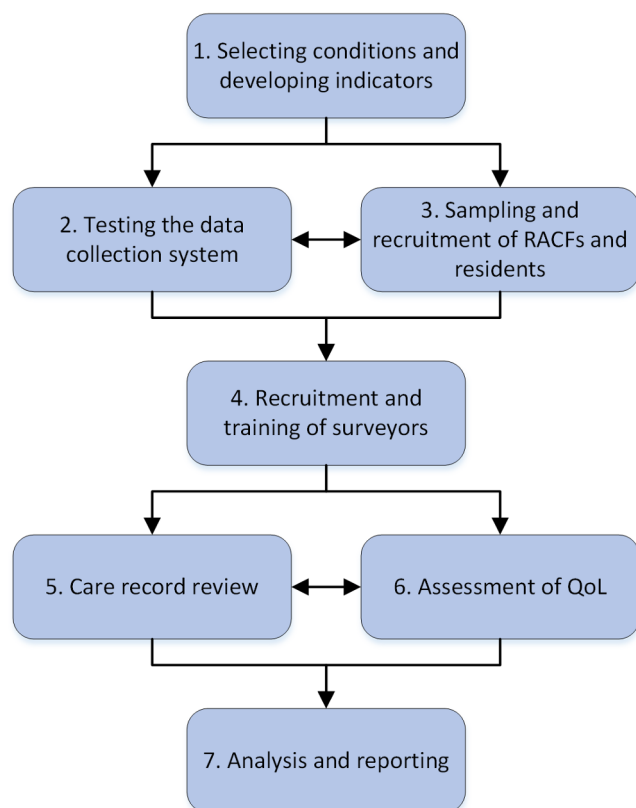 1. Selecting conditions and
developing indicators
2. Testing the data
collection system
3. Sampling and
recruitment of RACFs and
residents
4. Recruitment and
training of surveyors
5. Care record review
6. Assessment of QoL
7. Analysis and reporting